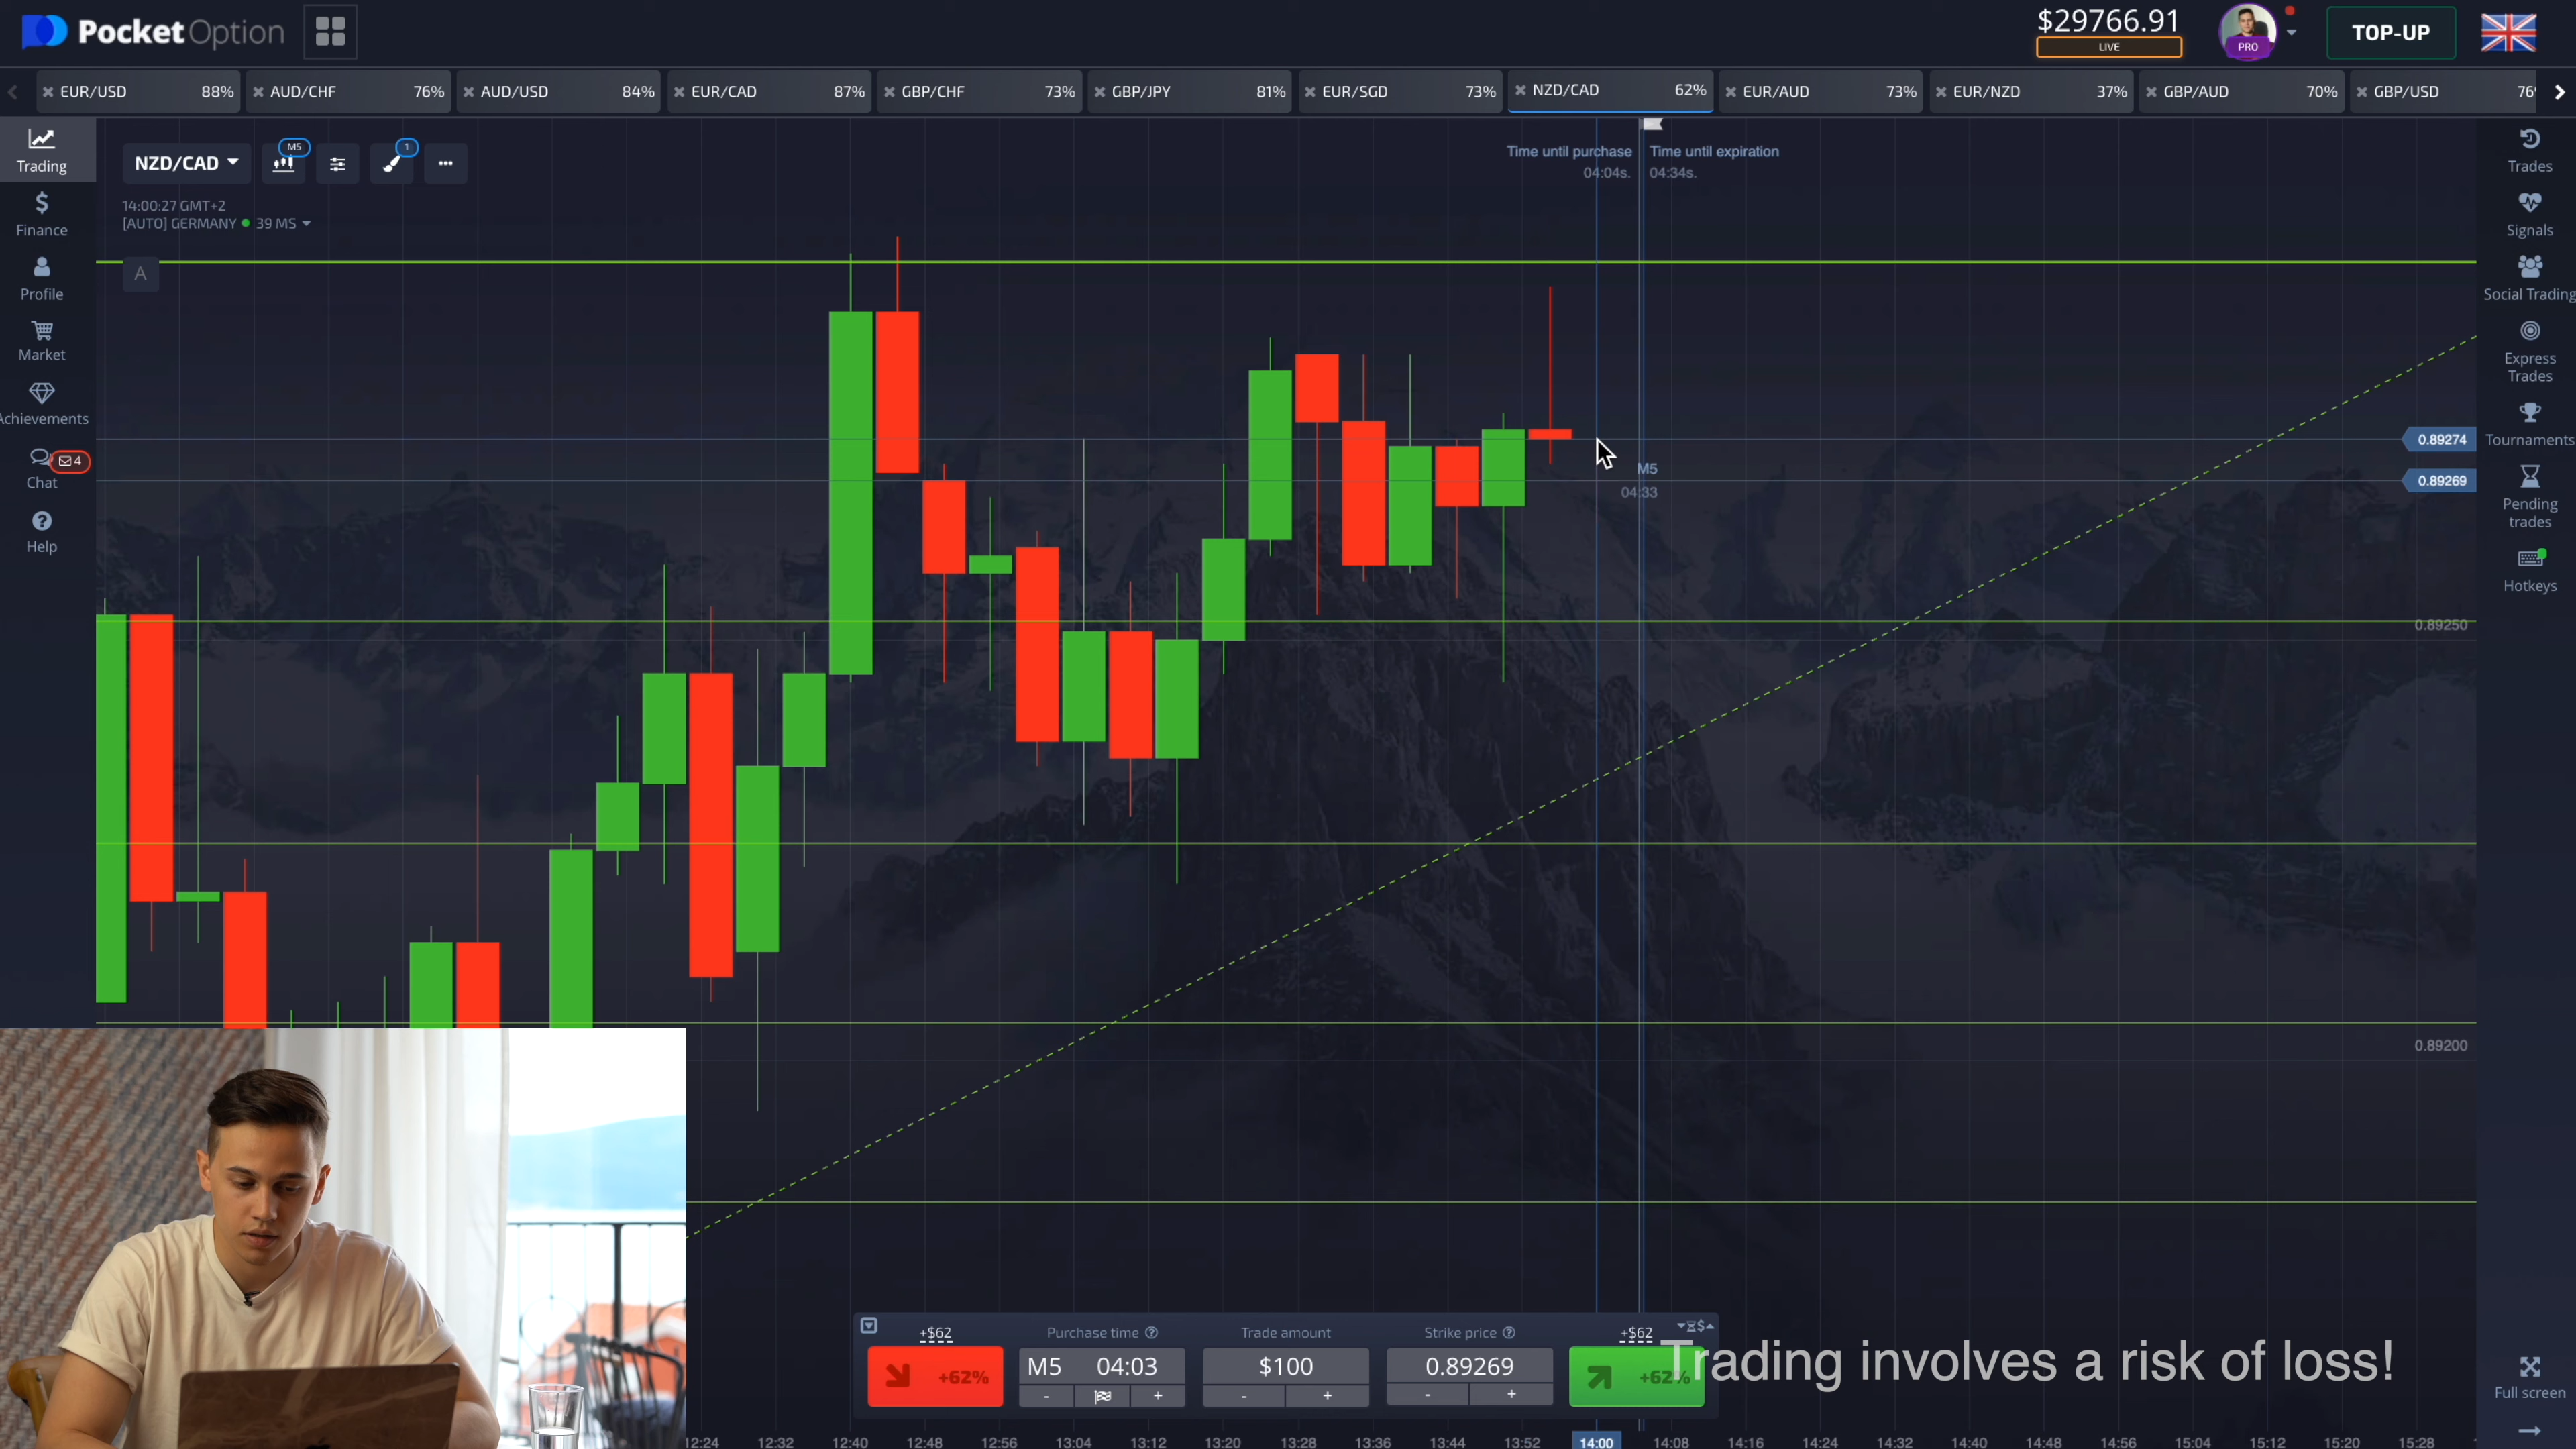 PocketOption
$29766.91
LIVE
PRO
TOP-UP
EUR/USD 88%
AUD/CHF 76%
AUD/USD 84%
EUR/CAD 87%
GBP/CHF 73%
GBP/JPY 81%
EUR/SGD 73%
NZD/CAD 62%
EUR/AUD 73%
EUR/NZD 37%
GBP/AUD 70%
GBP/USD 76
Trading
Finance
Profile
Market
Achievements
4
Chat
Help
NZD/CAD
M5
1
14:00:27 GMT+2
[AUTO] GERMANY 39 MS
A
Time until purchase
04:04s.
Time until expiration
04:34s.
M5
04:33
0.89274
0.89269
0.89250
0.89200
Trades
Signals
Social Trading
Express
Trades
Tournaments
Pending
trades
Hotkeys
Full screen
+$62
+62%
Purchase time
M5 04:03
- +
Trade amount
$100
- +
Strike price
0.89269
- +
+$62
+62%
Trading involves a risk of loss!
12:24 12:32 12:40 12:48 12:56 13:04 13:12 13:20 13:28 13:36 13:44 13:52 14:00 14:08 14:16 14:24 14:32 14:40 14:48 14:56 15:04 15:12 15:20 15:28